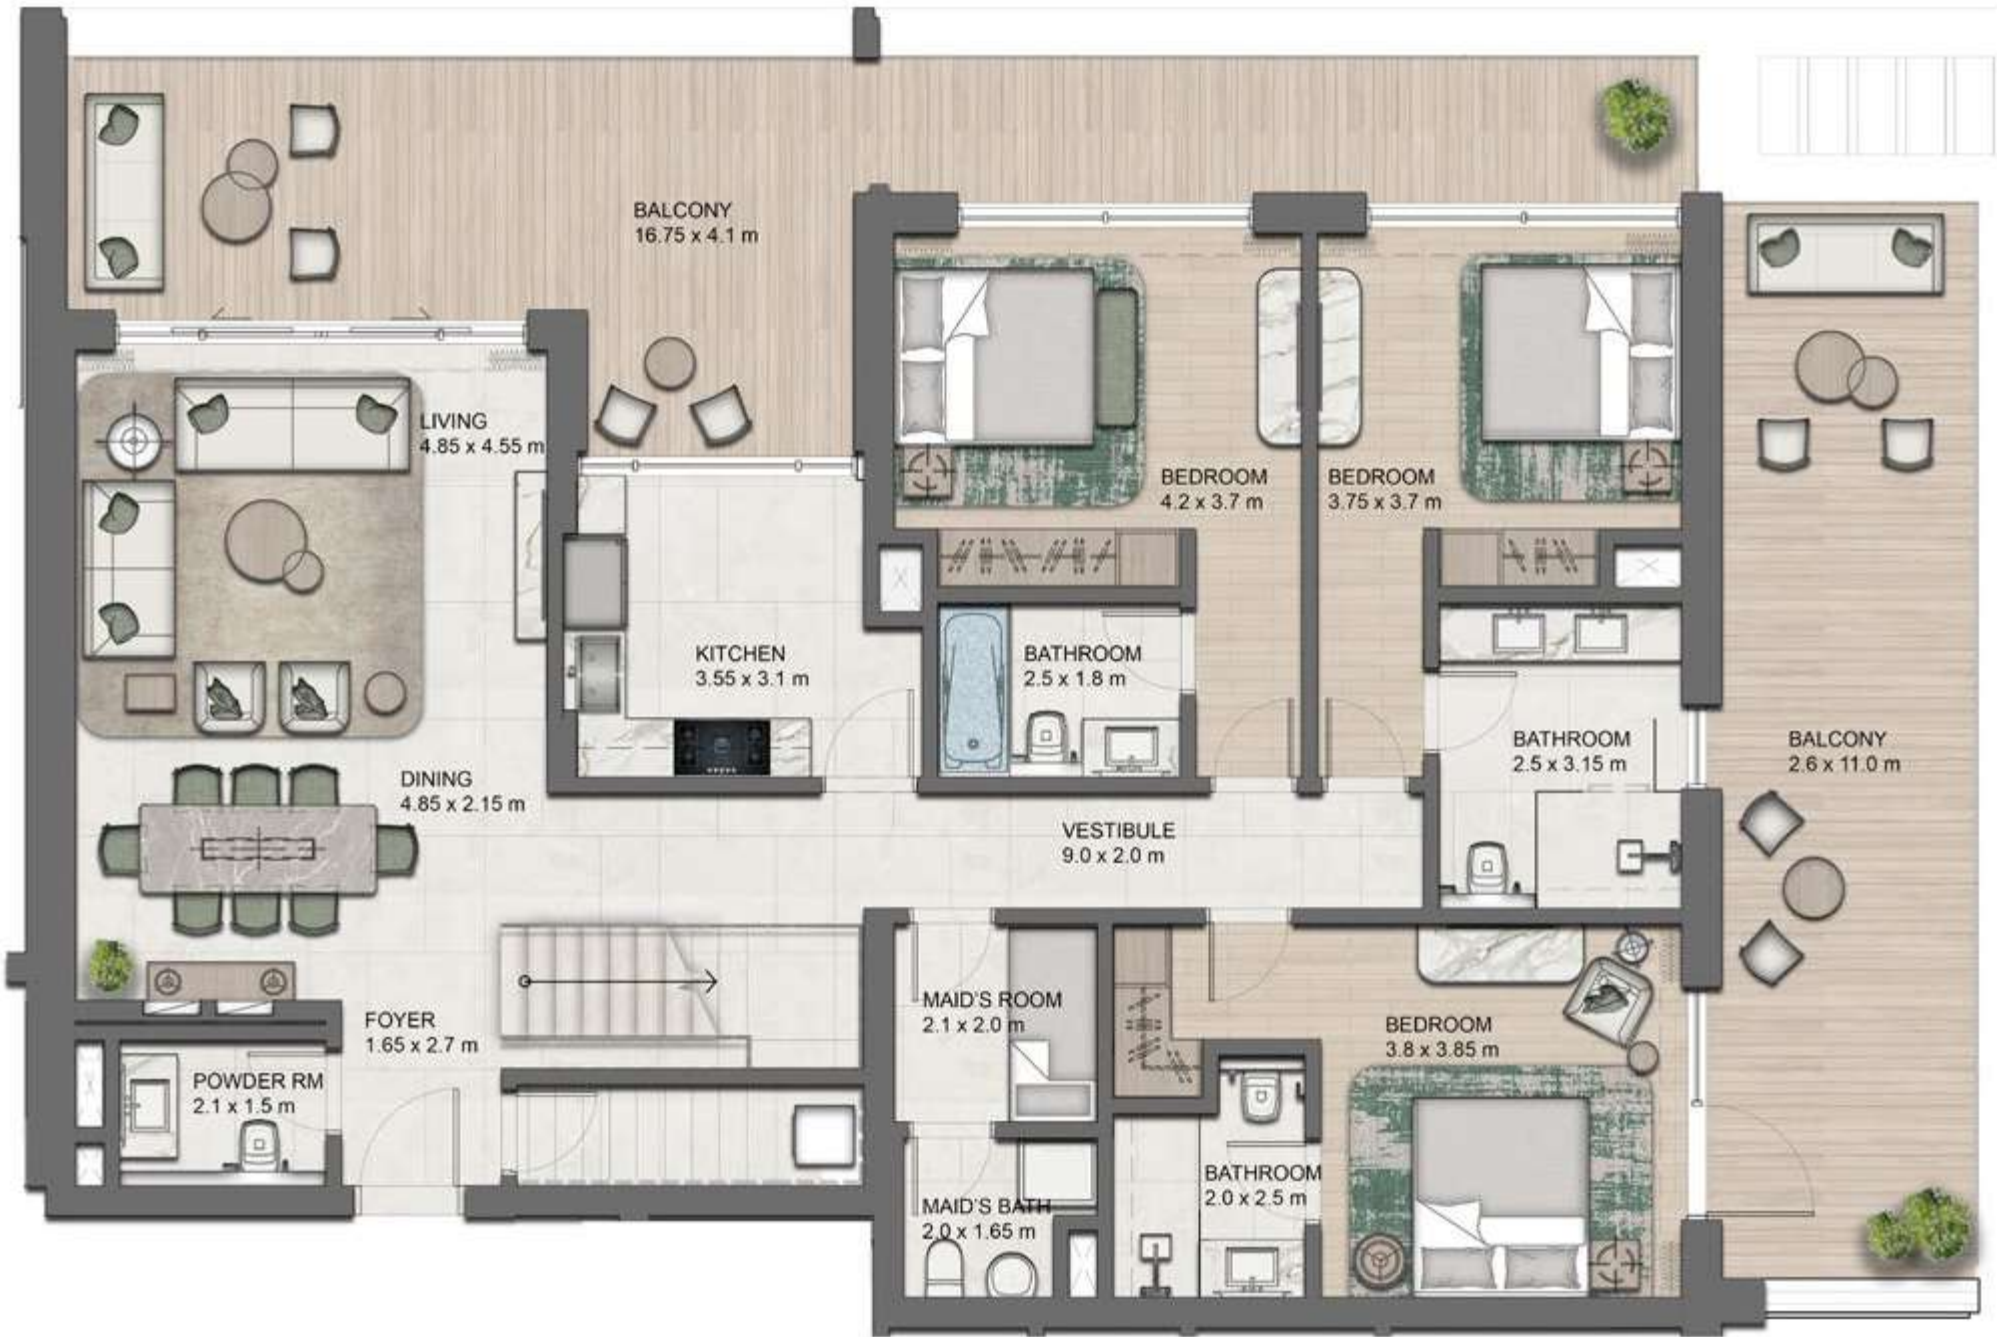 BALCONY
16.75 x 4.1 m
LIVING
4.85 x 4.55 m
BEDROOM
4.2 x 3.7 m
BEDROOM
3.75 x 3.7 m
KITCHEN
3.55 x 3.1 m
BATHROOM
2.5 x 1.8 m
BATHROOM
2.5 x 3.15 m
BALCONY
2.6 x 11.0 m
DINING
4.85 x 2.15 m
VESTIBULE
9.0 x 2.0 m
MAID'S ROOM
2.1 x 2.0 m
FOYER
1.65 x 2.7 m
BEDROOM
3.8 x 3.85 m
POWDER RM
2.1 x 1.5 m
BATHROOM
2.0 x 2.5 m
MAID'S BATH
2.0 x 1.65 m